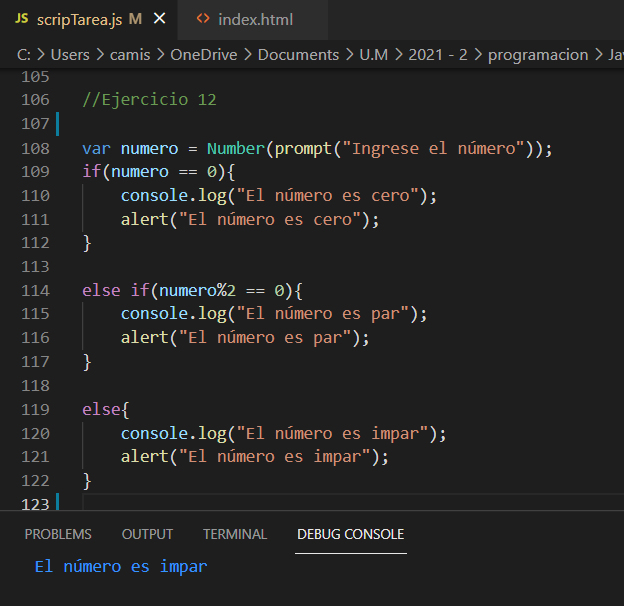 JS scripTarea.js M ✕ <> index.html
C: > Users > camis > OneDrive > Documents > U.M > 2021 - 2 > programacion > Ja
105
106 //Ejercicio 12
107
108 var numero = Number(prompt("Ingrese el número"));
109 if(numero == 0){
110 console.log("El número es cero");
111 alert("El número es cero");
112 }
113
114 else if(numero%2 == 0){
115 console.log("El número es par");
116 alert("El número es par");
117 }
118
119 else{
120 console.log("El número es impar");
121 alert("El número es impar");
122 }
123
PROBLEMS OUTPUT TERMINAL DEBUG CONSOLE
El número es impar